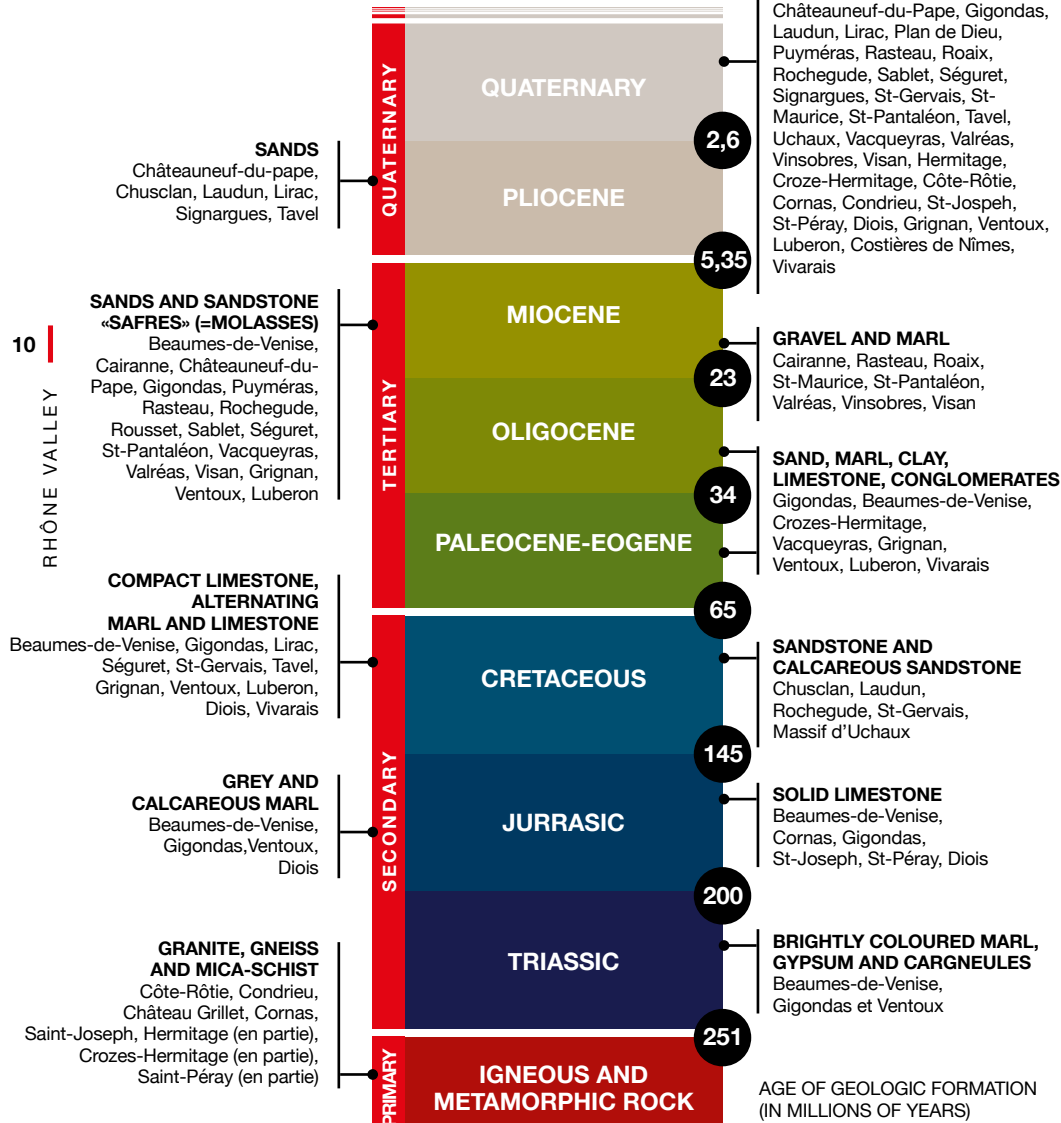 Châteauneuf-du-Pape, Gigondas,
Laudun, Lirac, Plan de Dieu,
Puyméras, Rasteau, Roaix,
Rochegude, Sablet, Séguret,
Signargues, St-Gervais, St-
Maurice, St-Pantaléon, Tavel,
Uchaux, Vacqueyras, Valréas,
Vinsobres, Visan, Hermitage,
Croze-Hermitage, Côte-Rôtie,
Cornas, Condrieu, St-Jospeh,
St-Péray, Diois, Grignan, Ventoux,
Luberon, Costières de Nîmes,
Vivarais
QUATERNARY
QUATERNARY
2,6
SANDS
Châteauneuf-du-pape,
Chusclan, Laudun, Lirac,
Signargues, Tavel
PLIOCENE
5,35
SANDS AND SANDSTONE
«SAFRES» (=MOLASSES)
Beaumes-de-Venise,
Cairanne, Châteauneuf-du-
Pape, Gigondas, Puyméras,
Rasteau, Rochegude,
Rousset, Sablet, Séguret,
St-Pantaléon, Vacqueyras,
Valréas, Visan, Grignan,
Ventoux, Luberon
10
RHÔNE VALLEY
TERTIARY
MIOCENE
GRAVEL AND MARL
Cairanne, Rasteau, Roaix,
St-Maurice, St-Pantaléon,
Valréas, Vinsobres, Visan
23
OLIGOCENE
34
SAND, MARL, CLAY,
LIMESTONE, CONGLOMERATES
Gigondas, Beaumes-de-Venise,
Crozes-Hermitage,
Vacqueyras, Grignan,
Ventoux, Luberon, Vivarais
PALEOCENE-EOGENE
65
COMPACT LIMESTONE,
ALTERNATING
MARL AND LIMESTONE
Beaumes-de-Venise, Gigondas, Lirac,
Séguret, St-Gervais, Tavel,
Grignan, Ventoux, Luberon,
Diois, Vivarais
SECONDARY
CRETACEOUS
SANDSTONE AND
CALCAREOUS SANDSTONE
Chusclan, Laudun,
Rochegude, St-Gervais,
Massif d'Uchaux
145
GREY AND
CALCAREOUS MARL
Beaumes-de-Venise,
Gigondas,Ventoux,
Diois
JURRASIC
SOLID LIMESTONE
Beaumes-de-Venise,
Cornas, Gigondas,
St-Joseph, St-Péray, Diois
200
TRIASSIC
BRIGHTLY COLOURED MARL,
GYPSUM AND CARGNEULES
Beaumes-de-Venise,
Gigondas et Ventoux
251
GRANITE, GNEISS
AND MICA-SCHIST
Côte-Rôtie, Condrieu,
Château Grillet, Cornas,
Saint-Joseph, Hermitage (en partie),
Crozes-Hermitage (en partie),
Saint-Péray (en partie)
PRIMARY
IGNEOUS AND
METAMORPHIC ROCK
AGE OF GEOLOGIC FORMATION
(IN MILLIONS OF YEARS)